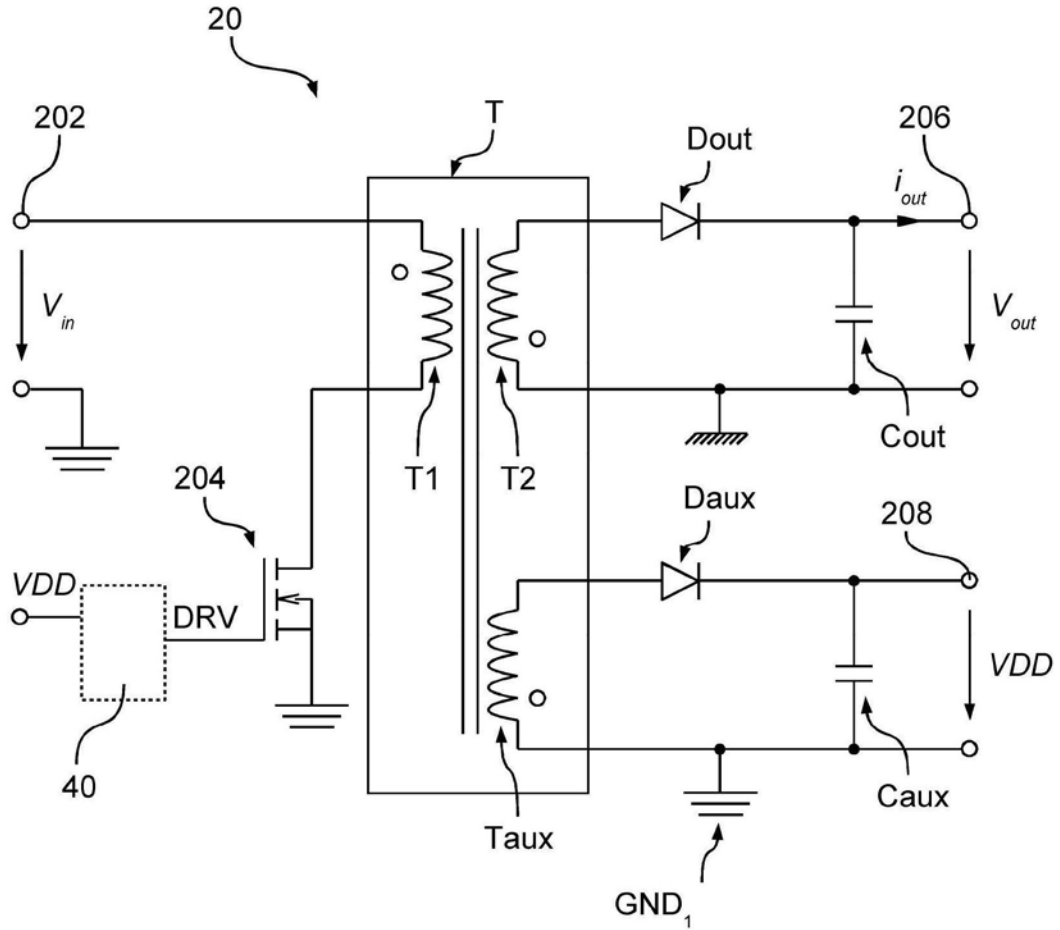 20
202
T
Dout
206
i_out
V_in
V_out
T1
T2
Cout
204
Daux
208
VDD
DRV
VDD
40
Taux
Caux
GND₁